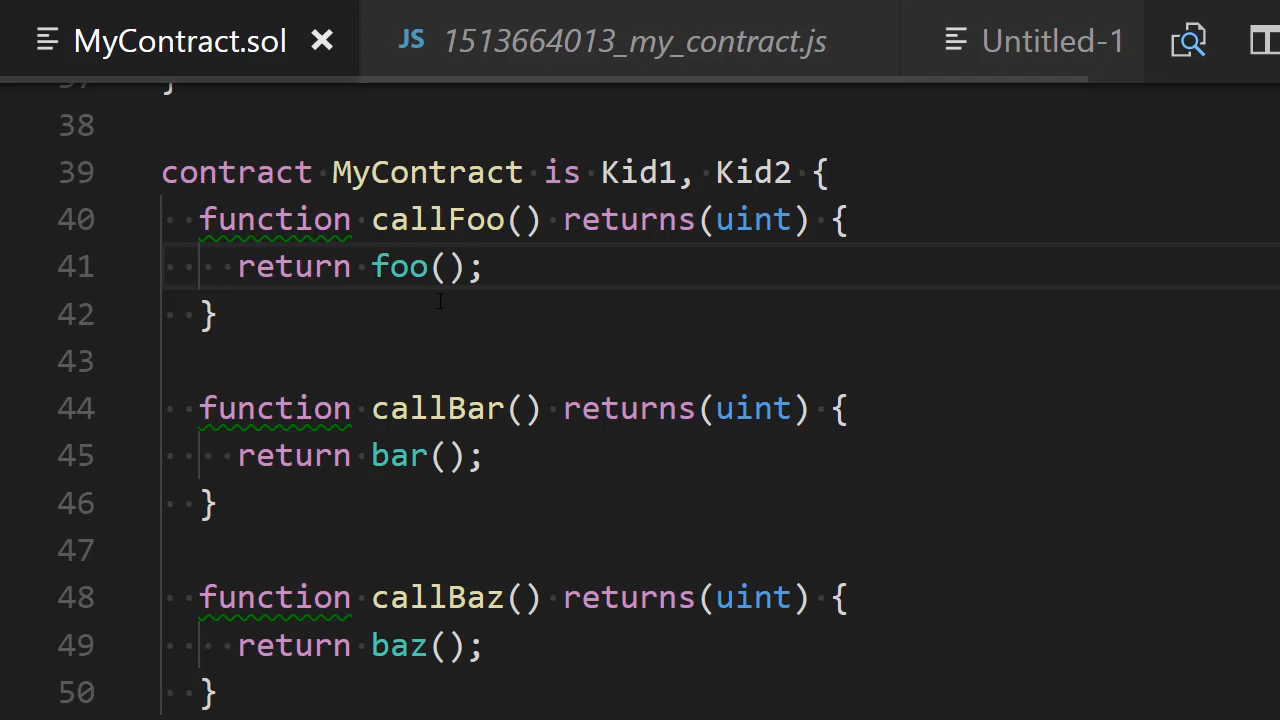 MyContract.sol
JS 1513664013_my_contract.js
Untitled-1
37 }
38
39 contract MyContract is Kid1, Kid2 {
40 function callFoo() returns(uint) {
41 return foo();
42 }
43
44 function callBar() returns(uint) {
45 return bar();
46 }
47
48 function callBaz() returns(uint) {
49 return baz();
50 }